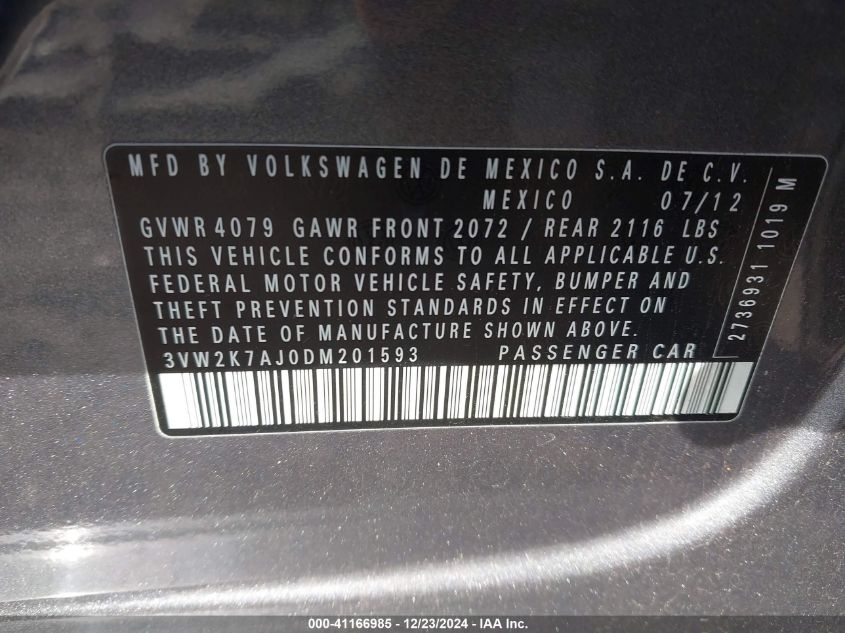 MFD BY VOLKSWAGEN DE MEXICO S.A. DE C.V.
MEXICO 07/12
GVWR 4079 GAWR FRONT 2072 / REAR 2116 LBS
THIS VEHICLE CONFORMS TO ALL APPLICABLE U.S.
FEDERAL MOTOR VEHICLE SAFETY, BUMPER AND
THEFT PREVENTION STANDARDS IN EFFECT ON
THE DATE OF MANUFACTURE SHOWN ABOVE.
3VW2K7AJ0DM201593 PASSENGER CAR
2736931 1019 M
000-41166985 - 12/23/2024 - IAA Inc.